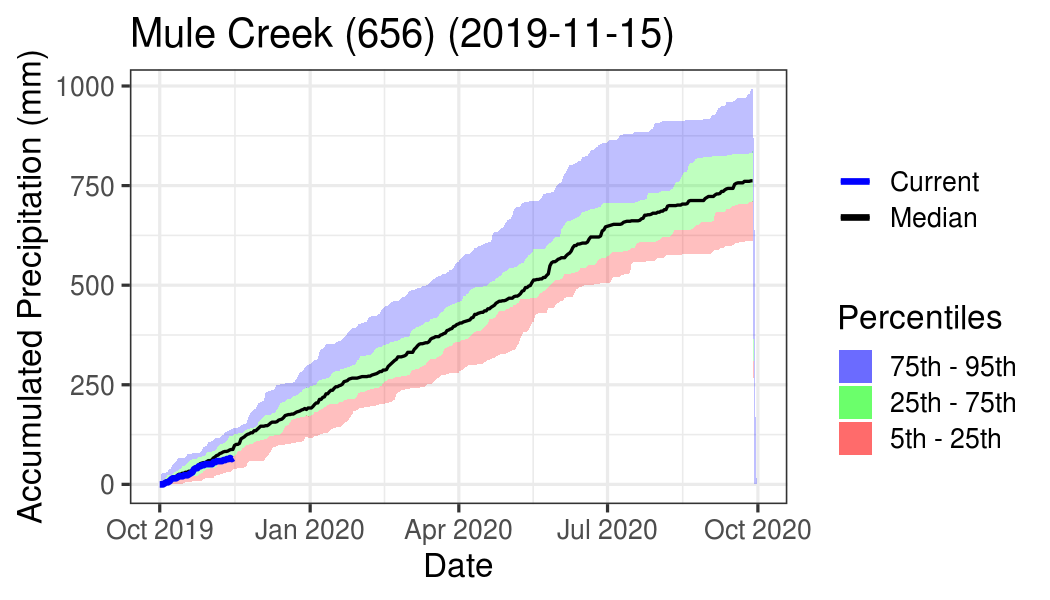 Mule Creek (656) (2019-11-15)
Accumulated Precipitation (mm)
1000
750
500
250
0
Oct 2019
Jan 2020
Apr 2020
Jul 2020
Oct 2020
Date
Current
Median
Percentiles
75th - 95th
25th - 75th
5th - 25th